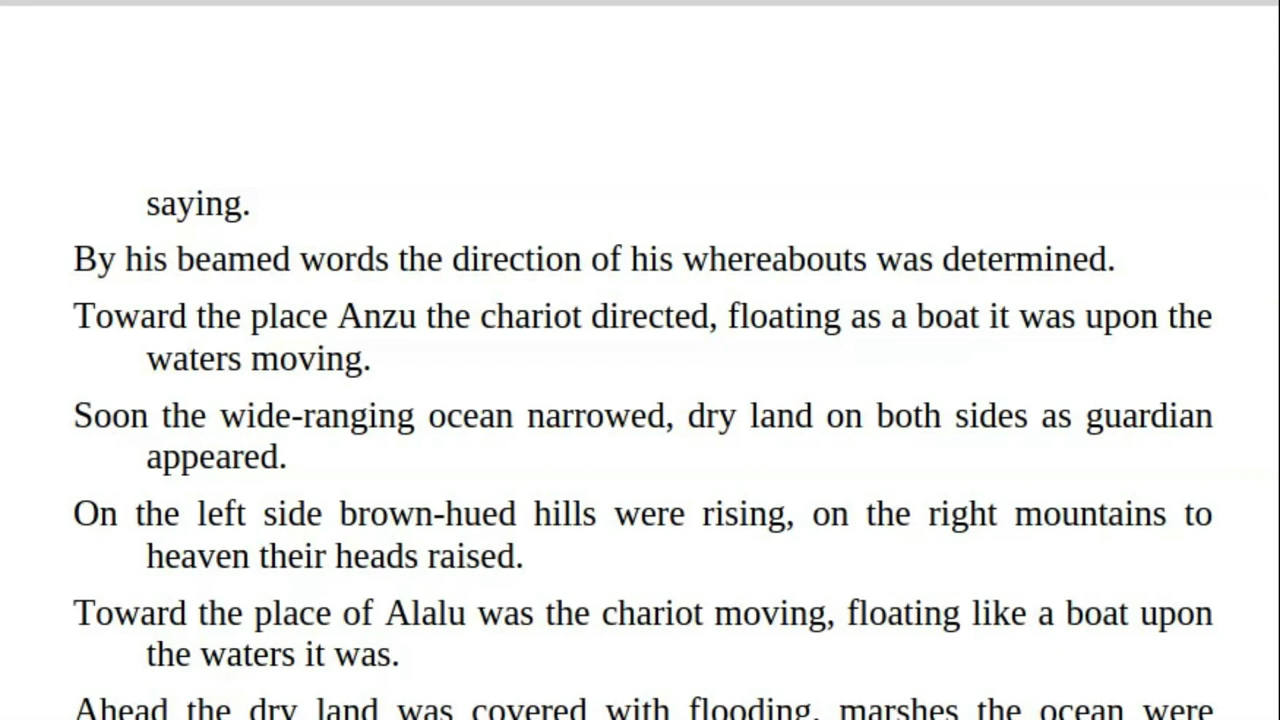 saying.
By his beamed words the direction of his whereabouts was determined.
Toward the place Anzu the chariot directed, floating as a boat it was upon the
waters moving.
Soon the wide-ranging ocean narrowed, dry land on both sides as guardian
appeared.
On the left side brown-hued hills were rising, on the right mountains to
heaven their heads raised.
Toward the place of Alalu was the chariot moving, floating like a boat upon
the waters it was.
Ahead the dry land was covered with flooding, marshes the ocean were